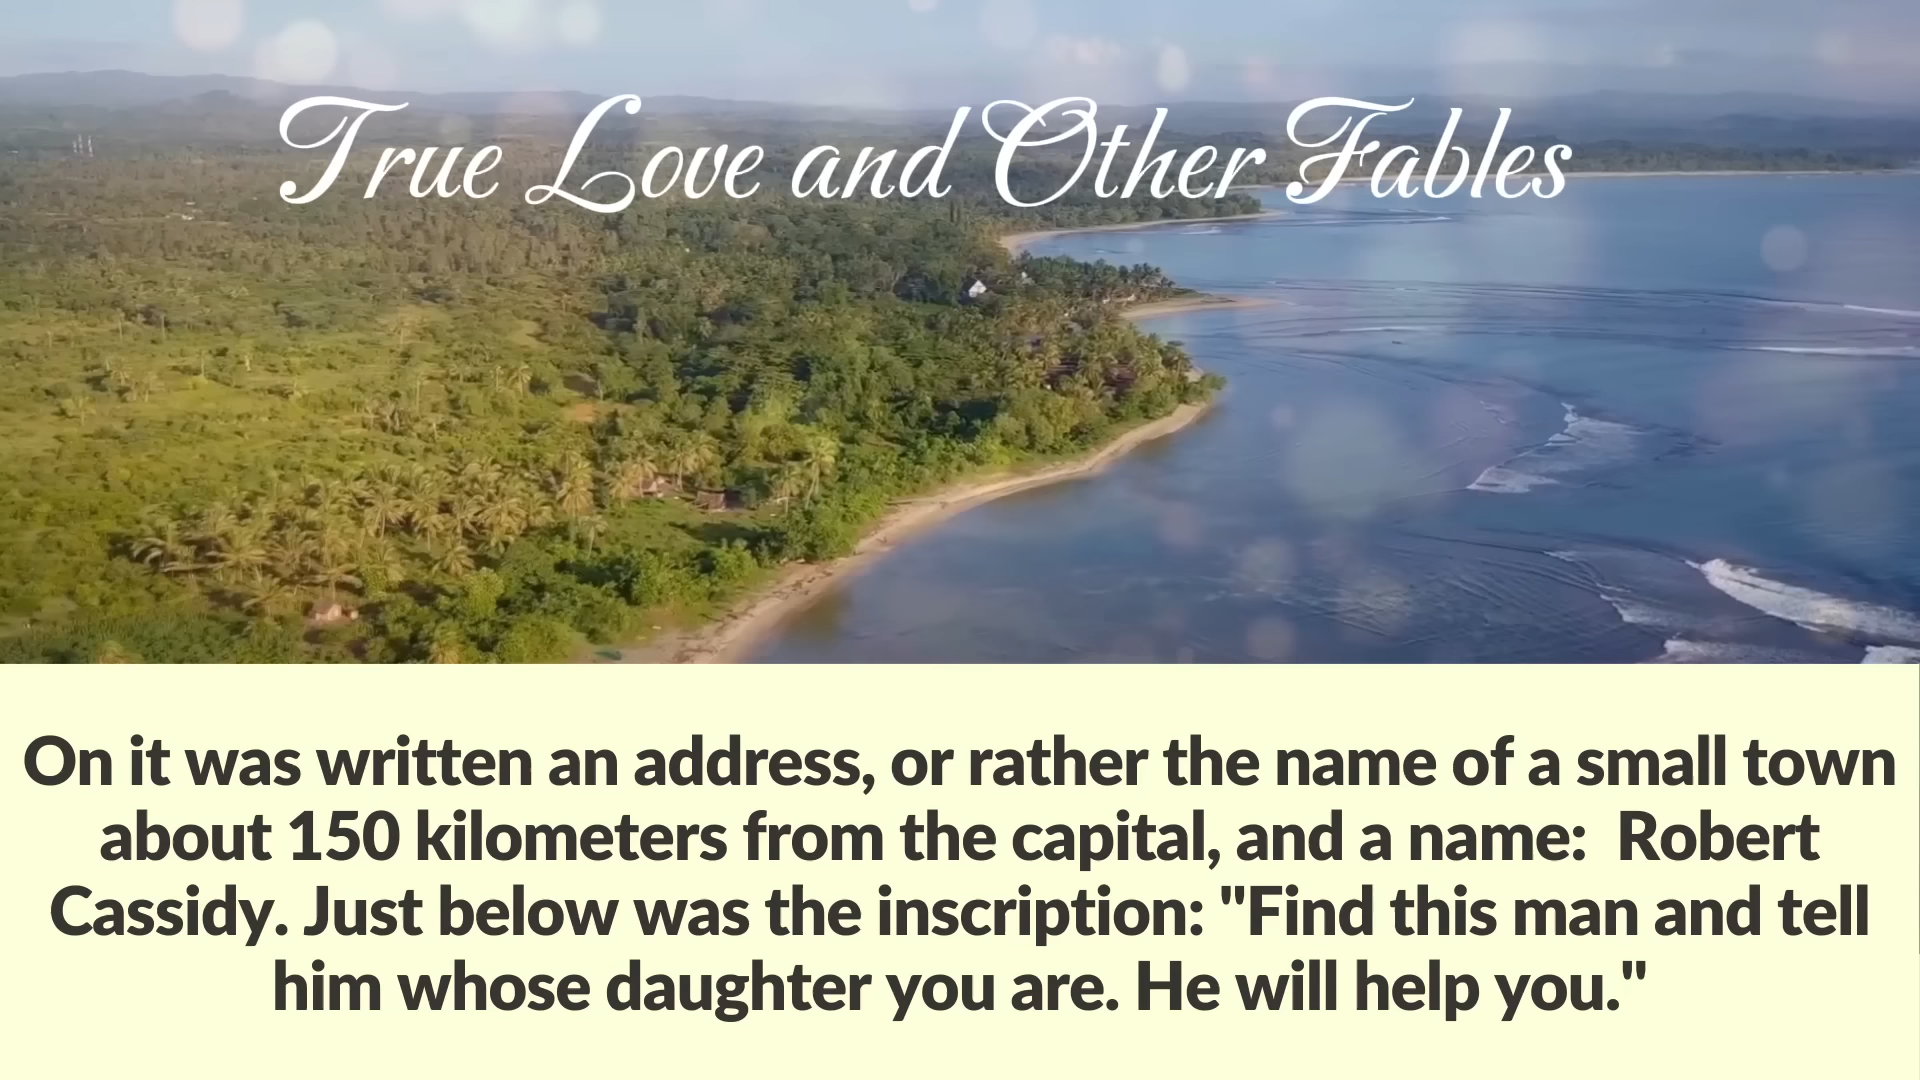 True Love and Other Fables
On it was written an address, or rather the name of a small town
about 150 kilometers from the capital, and a name:  Robert
Cassidy. Just below was the inscription: "Find this man and tell
him whose daughter you are. He will help you."